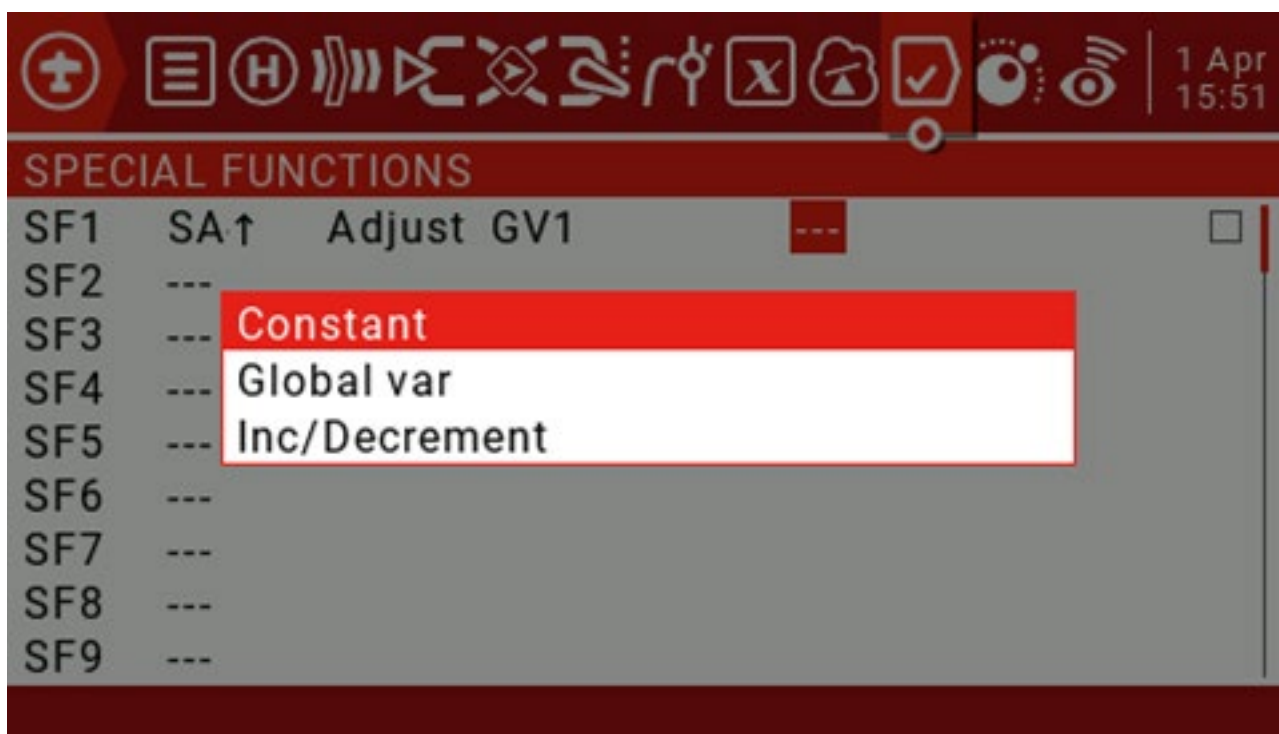 1 Apr
15:51
SPECIAL FUNCTIONS
SF1 SA↑ Adjust GV1 ---
SF2 ---
Constant
SF3 ---
Global var
SF4 ---
Inc/Decrement
SF5 ---
SF6 ---
SF7 ---
SF8 ---
SF9 ---